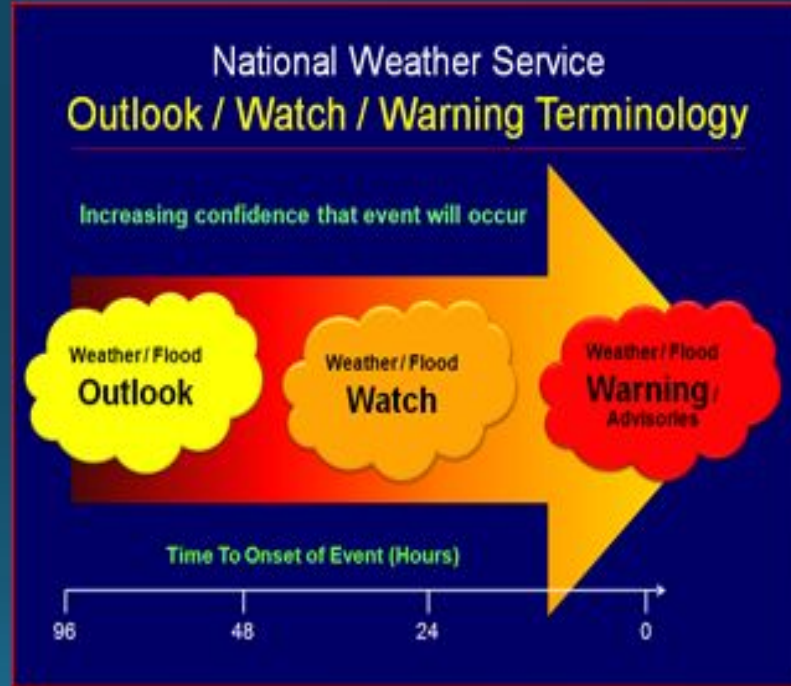 National Weather Service
Outlook / Watch / Warning Terminology
Increasing confidence that event will occur
Weather / Flood
Outlook
Weather / Flood
Watch
Weather / Flood
Warning /
Advisories
Time To Onset of Event (Hours)
96 48 24 0